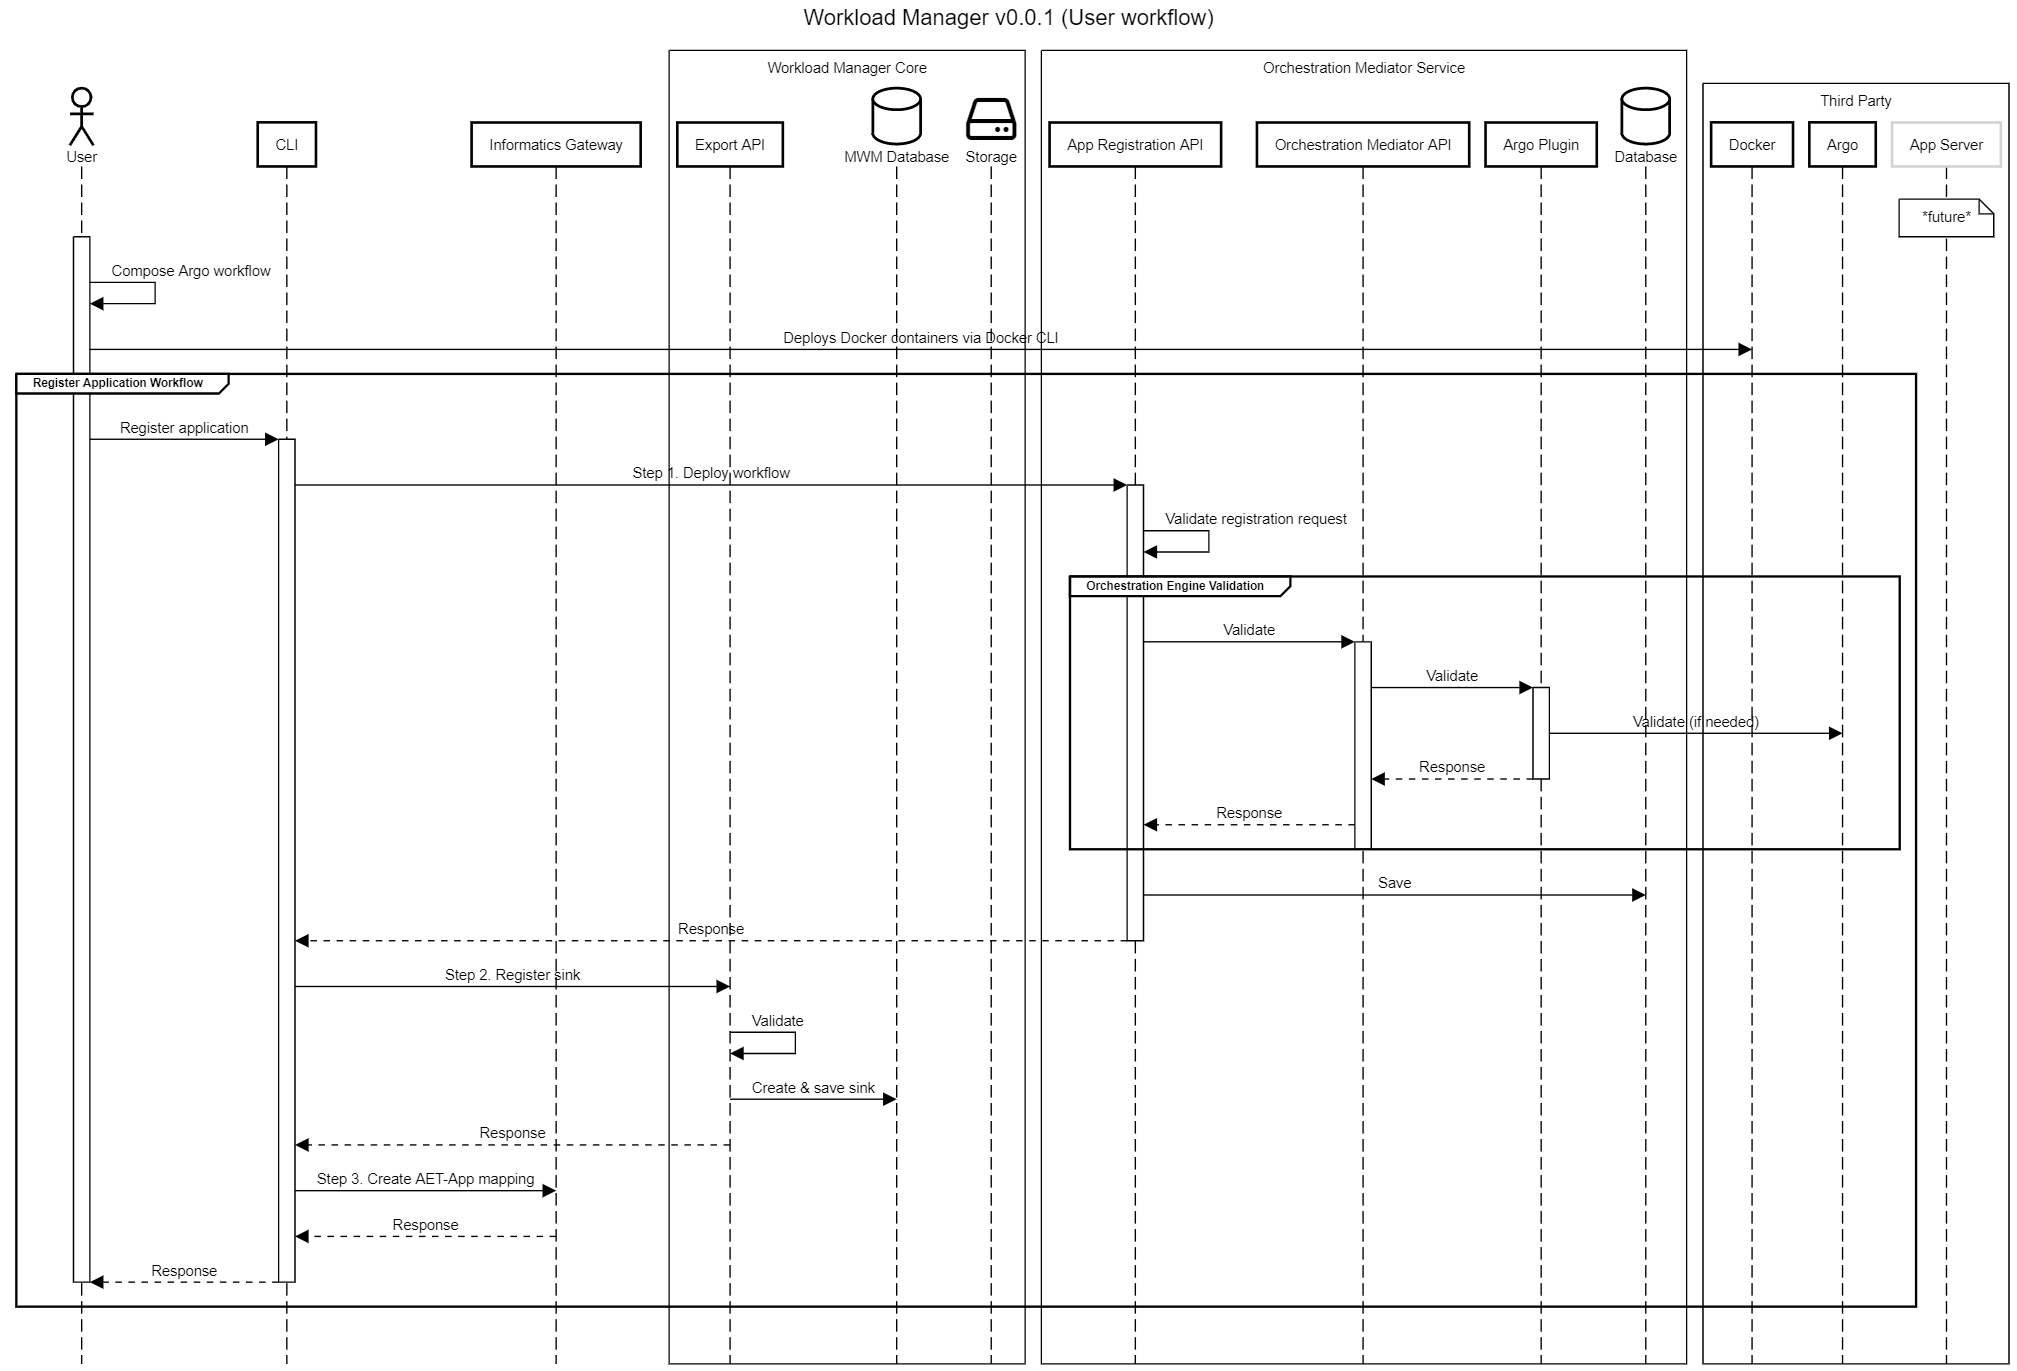 Workload Manager v0.0.1 (User workflow)
Workload Manager Core
Orchestration Mediator Service
Third Party
User
CLI
Informatics Gateway
Export API
MWM Database
Storage
App Registration API
Orchestration Mediator API
Argo Plugin
Database
Docker
Argo
App Server
*future*
Compose Argo workflow
Deploys Docker containers via Docker CLI
Register Application Workflow
Register application
Step 1. Deploy workflow
Validate registration request
Orchestration Engine Validation
Validate
Validate
Validate (if needed)
Response
Response
Save
Response
Step 2. Register sink
Validate
Create & save sink
Response
Step 3. Create AET-App mapping
Response
Response